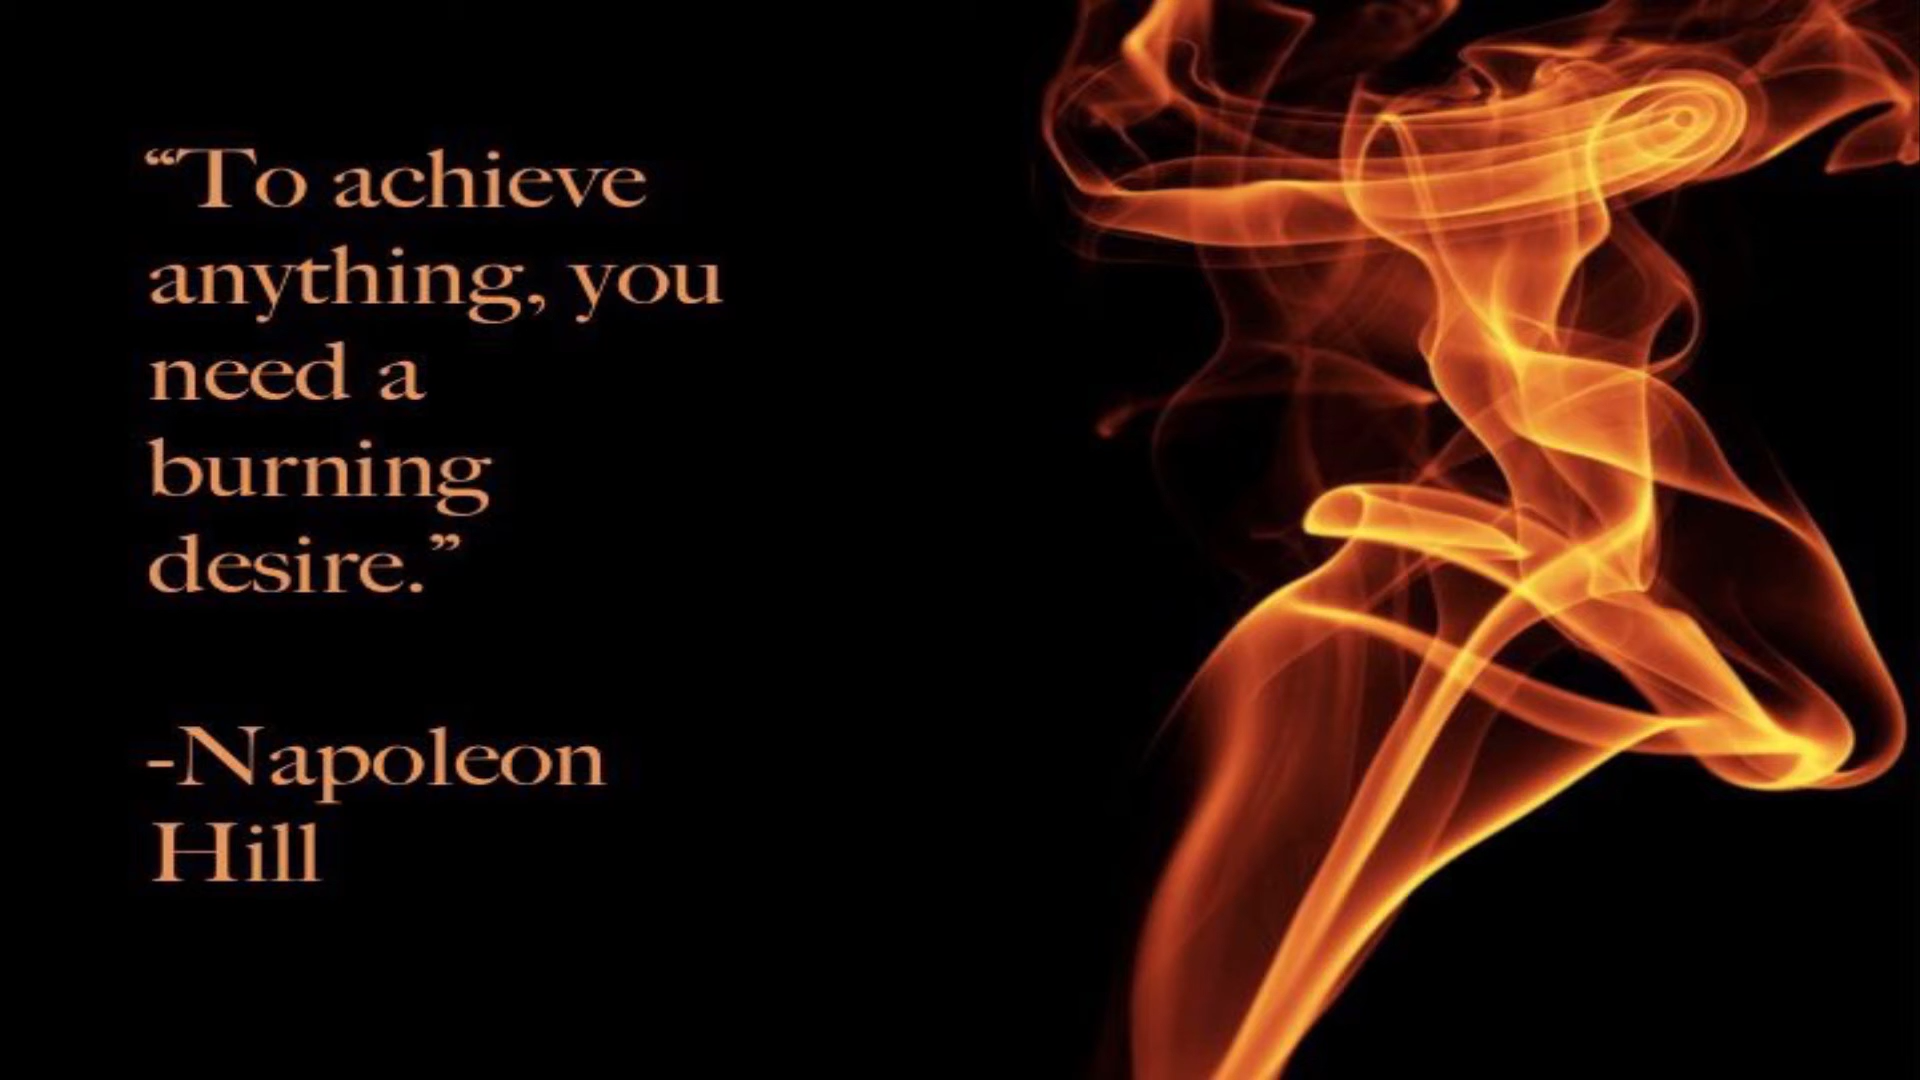 “To achieve
anything, you
need a
burning
desire.”
-Napoleon
Hill